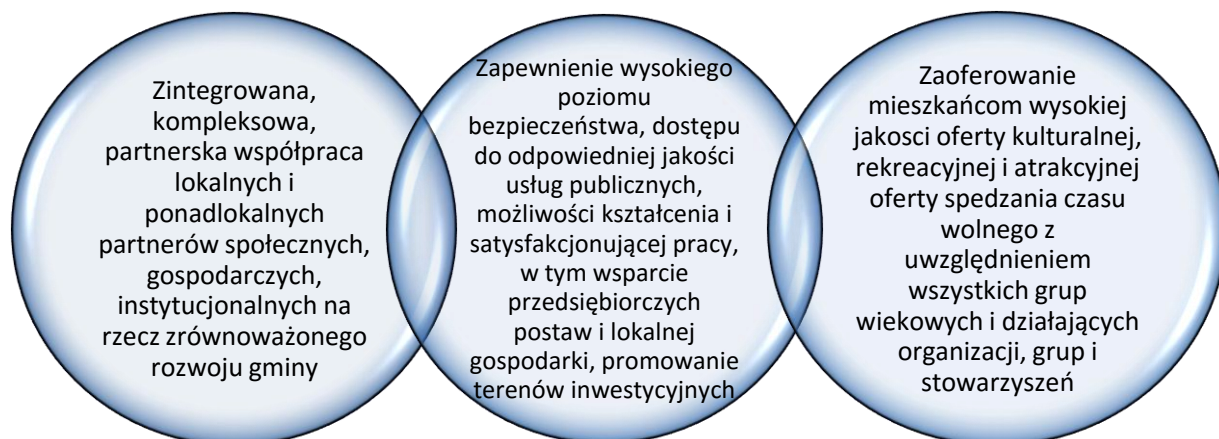 Zintegrowana,
kompleksowa,
partnerska współpraca
lokalnych i
ponadlokalnych
partnerów społecznych,
gospodarczych,
instytucjonalnych na
rzecz zrównoważonego
rozwoju gminy
Zapewnienie wysokiego
poziomu
bezpieczeństwa, dostępu
do odpowiedniej jakości
usług publicznych,
możliwości kształcenia i
satysfakcjonującej pracy,
w tym wsparcie
przedsiębiorczych
postaw i lokalnej
gospodarki, promowanie
terenów inwestycyjnych
Zaoferowanie
mieszkańcom wysokiej
jakosci oferty kulturalnej,
rekreacyjnej i atrakcyjnej
oferty spedzania czasu
wolnego z
uwzględnieniem
wszystkich grup
wiekowych i działających
organizacji, grup i
stowarzyszeń